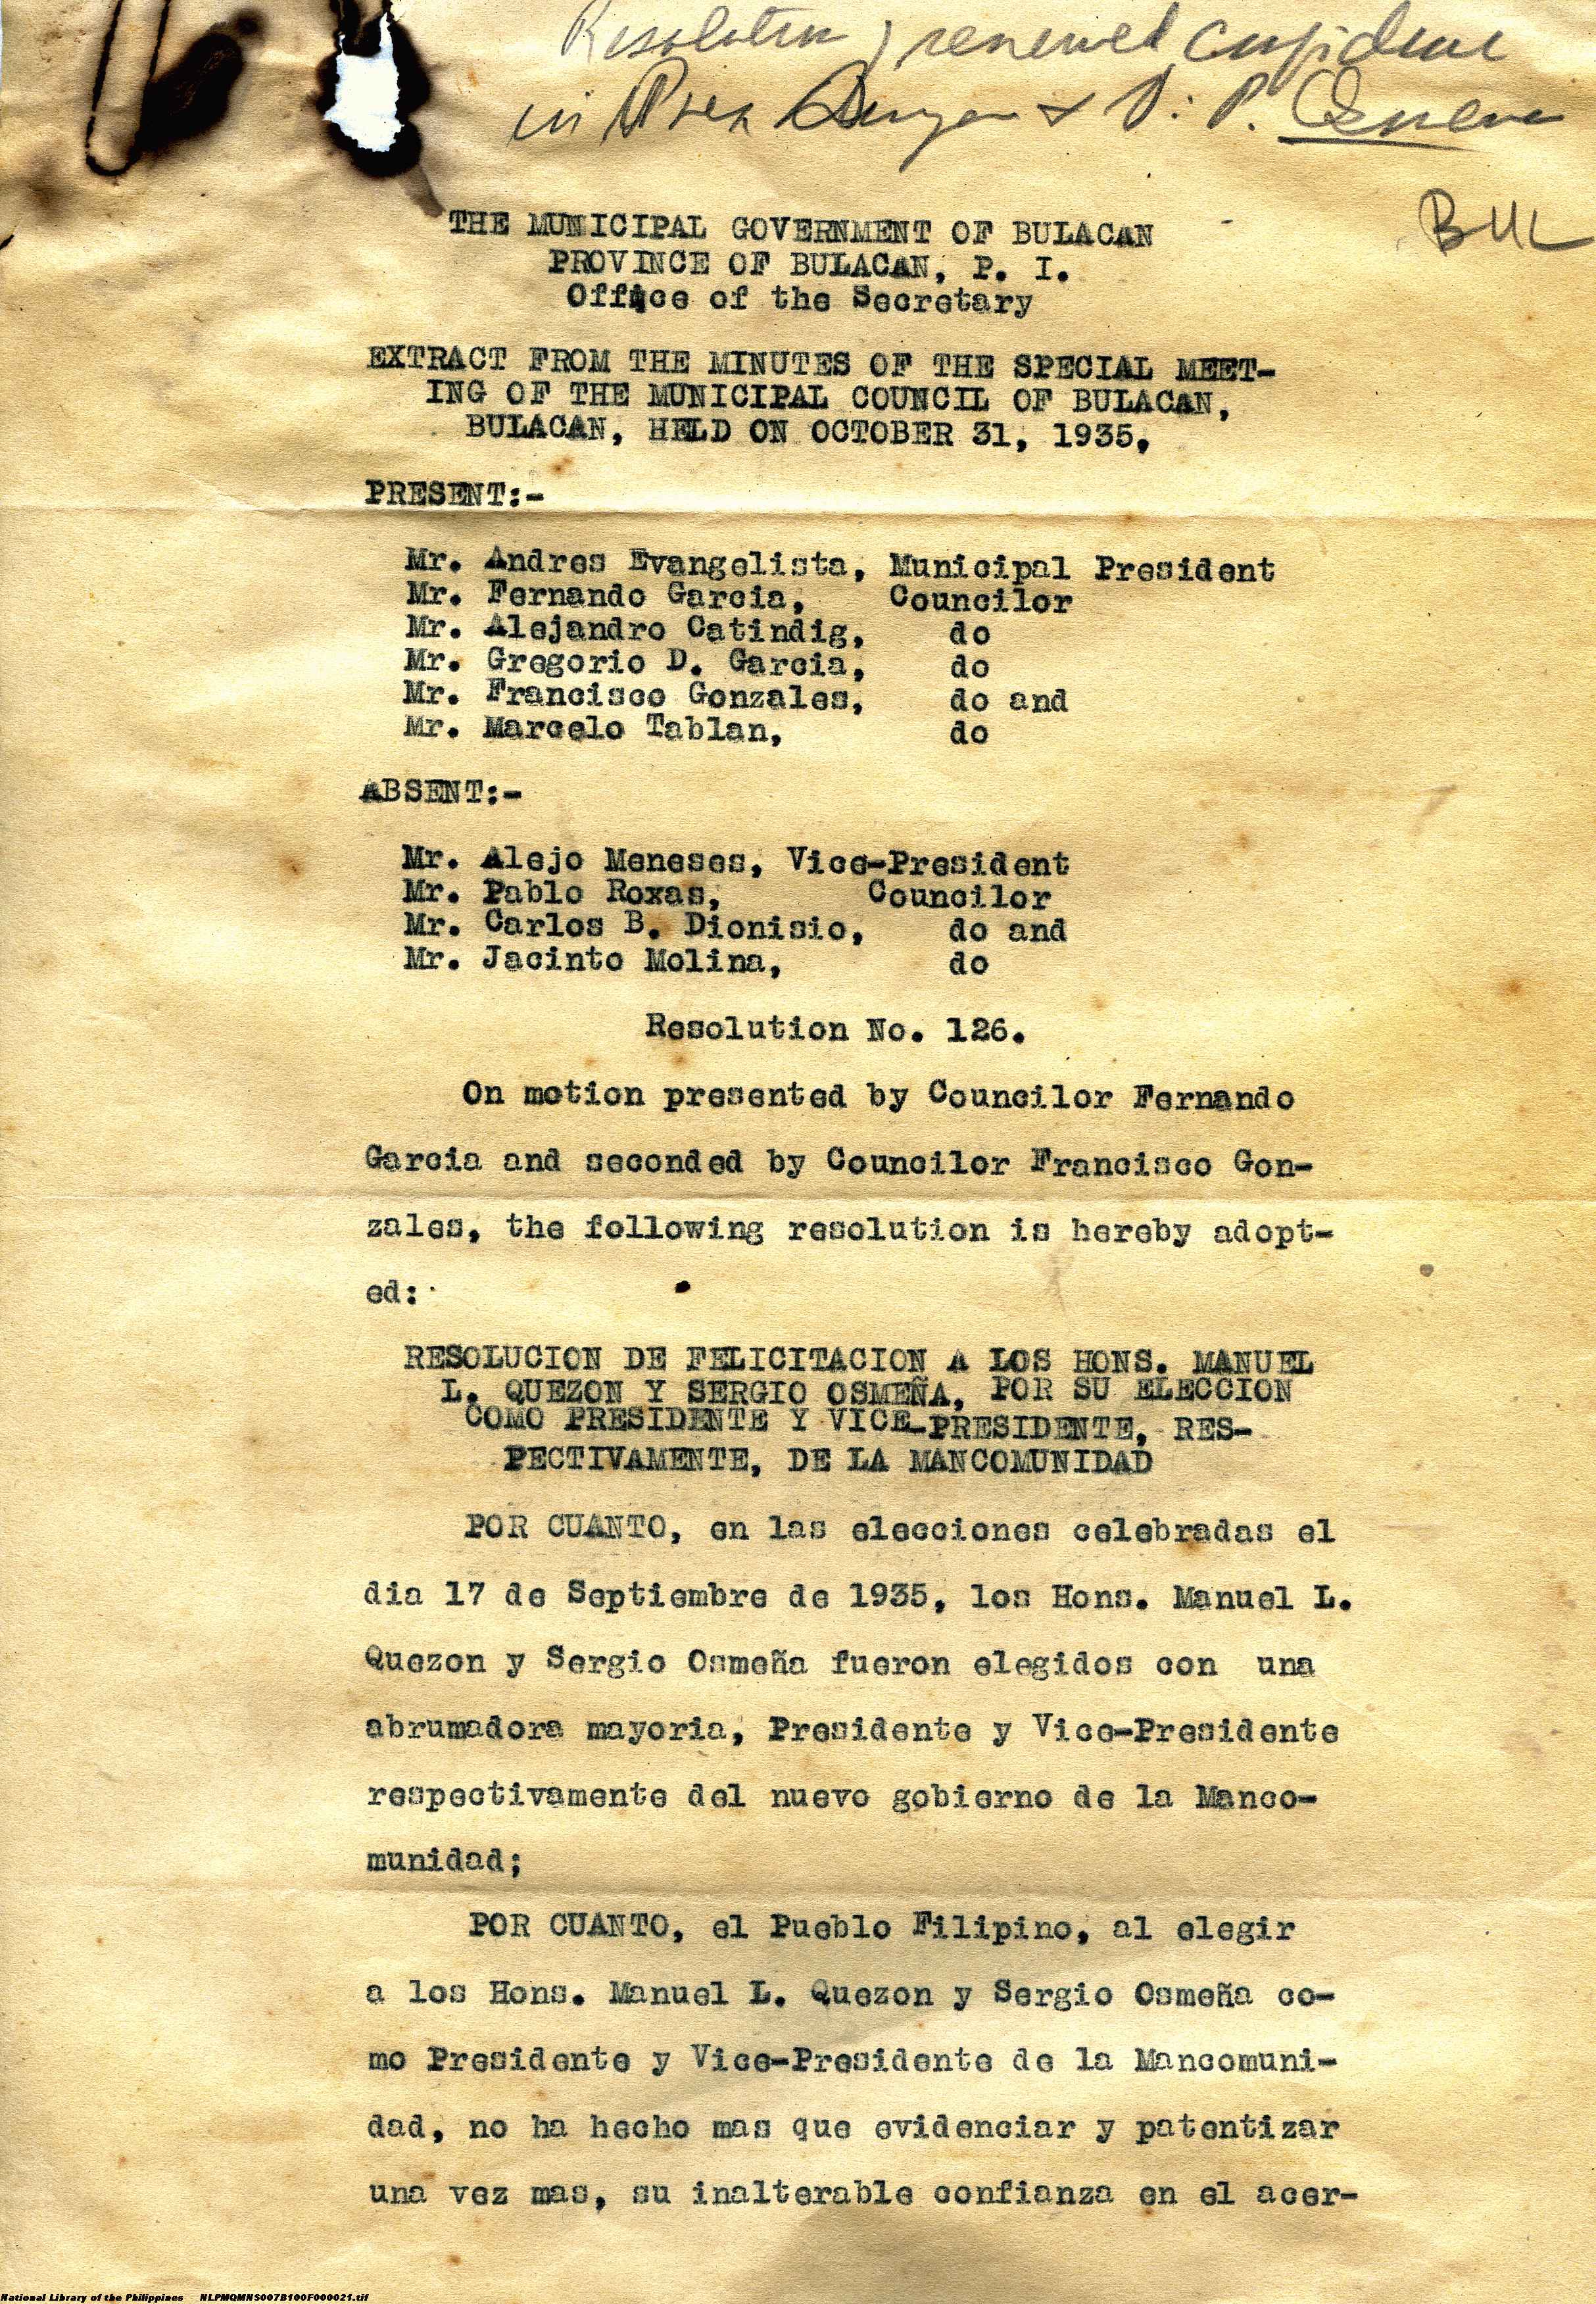 Resolution renewed confidence
in Pres Quezon & V. P. Osmena
BUL
THE MUNICIPAL GOVERNMENT OF BULACAN
PROVINCE OF BULACAN, P. I.
Office of the Secretary
EXTRACT FROM THE MINUTES OF THE SPECIAL MEET-
ING OF THE MUNICIPAL COUNCIL OF BULACAN,
BULACAN, HELD ON OCTOBER 31, 1935.
PRESENT:-
Mr. Andres Evangelista, Municipal President
Mr. Fernando Garcia, Councilor
Mr. Alejandro Catindig, do
Mr. Gregorio D. Garcia, do
Mr. Francisco Gonzales, do and
Mr. Marcelo Tablan, do
ABSENT:-
Mr. Alejo Meneses, Vice-President
Mr. Pablo Roxas, Councilor
Mr. Carlos B. Dionisio, do and
Mr. Jacinto Molina, do
Resolution No. 126.
On motion presented by Councilor Fernando
Garcia and seconded by Councilor Francisco Gon-
zales, the following resolution is hereby adopt-
ed:
RESOLUCION DE FELICITACION A LOS HONS. MANUEL
L. QUEZON Y SERGIO OSMEÑA, POR SU ELECCION
COMO PRESIDENTE Y VICE-PRESIDENTE, RES-
PECTIVAMENTE, DE LA MANCOMUNIDAD
POR CUANTO, en las elecciones celebradas el
dia 17 de Septiembre de 1935, los Hons. Manuel L.
Quezon y Sergio Osmeña fueron elegidos con una
abrumadora mayoria, Presidente y Vice-Presidente
respectivamente del nuevo gobierno de la Manco-
munidad;
POR CUANTO, el Pueblo Filipino, al elegir
a los Hons. Manuel L. Quezon y Sergio Osmeña co-
mo Presidente y Vice-Presidente de la Mancomuni-
dad, no ha hecho mas que evidenciar y patentizar
una vez mas, su inalterable confianza en el acer-
National Library of the Philippines NLPMQMNS007B100F000021.tif